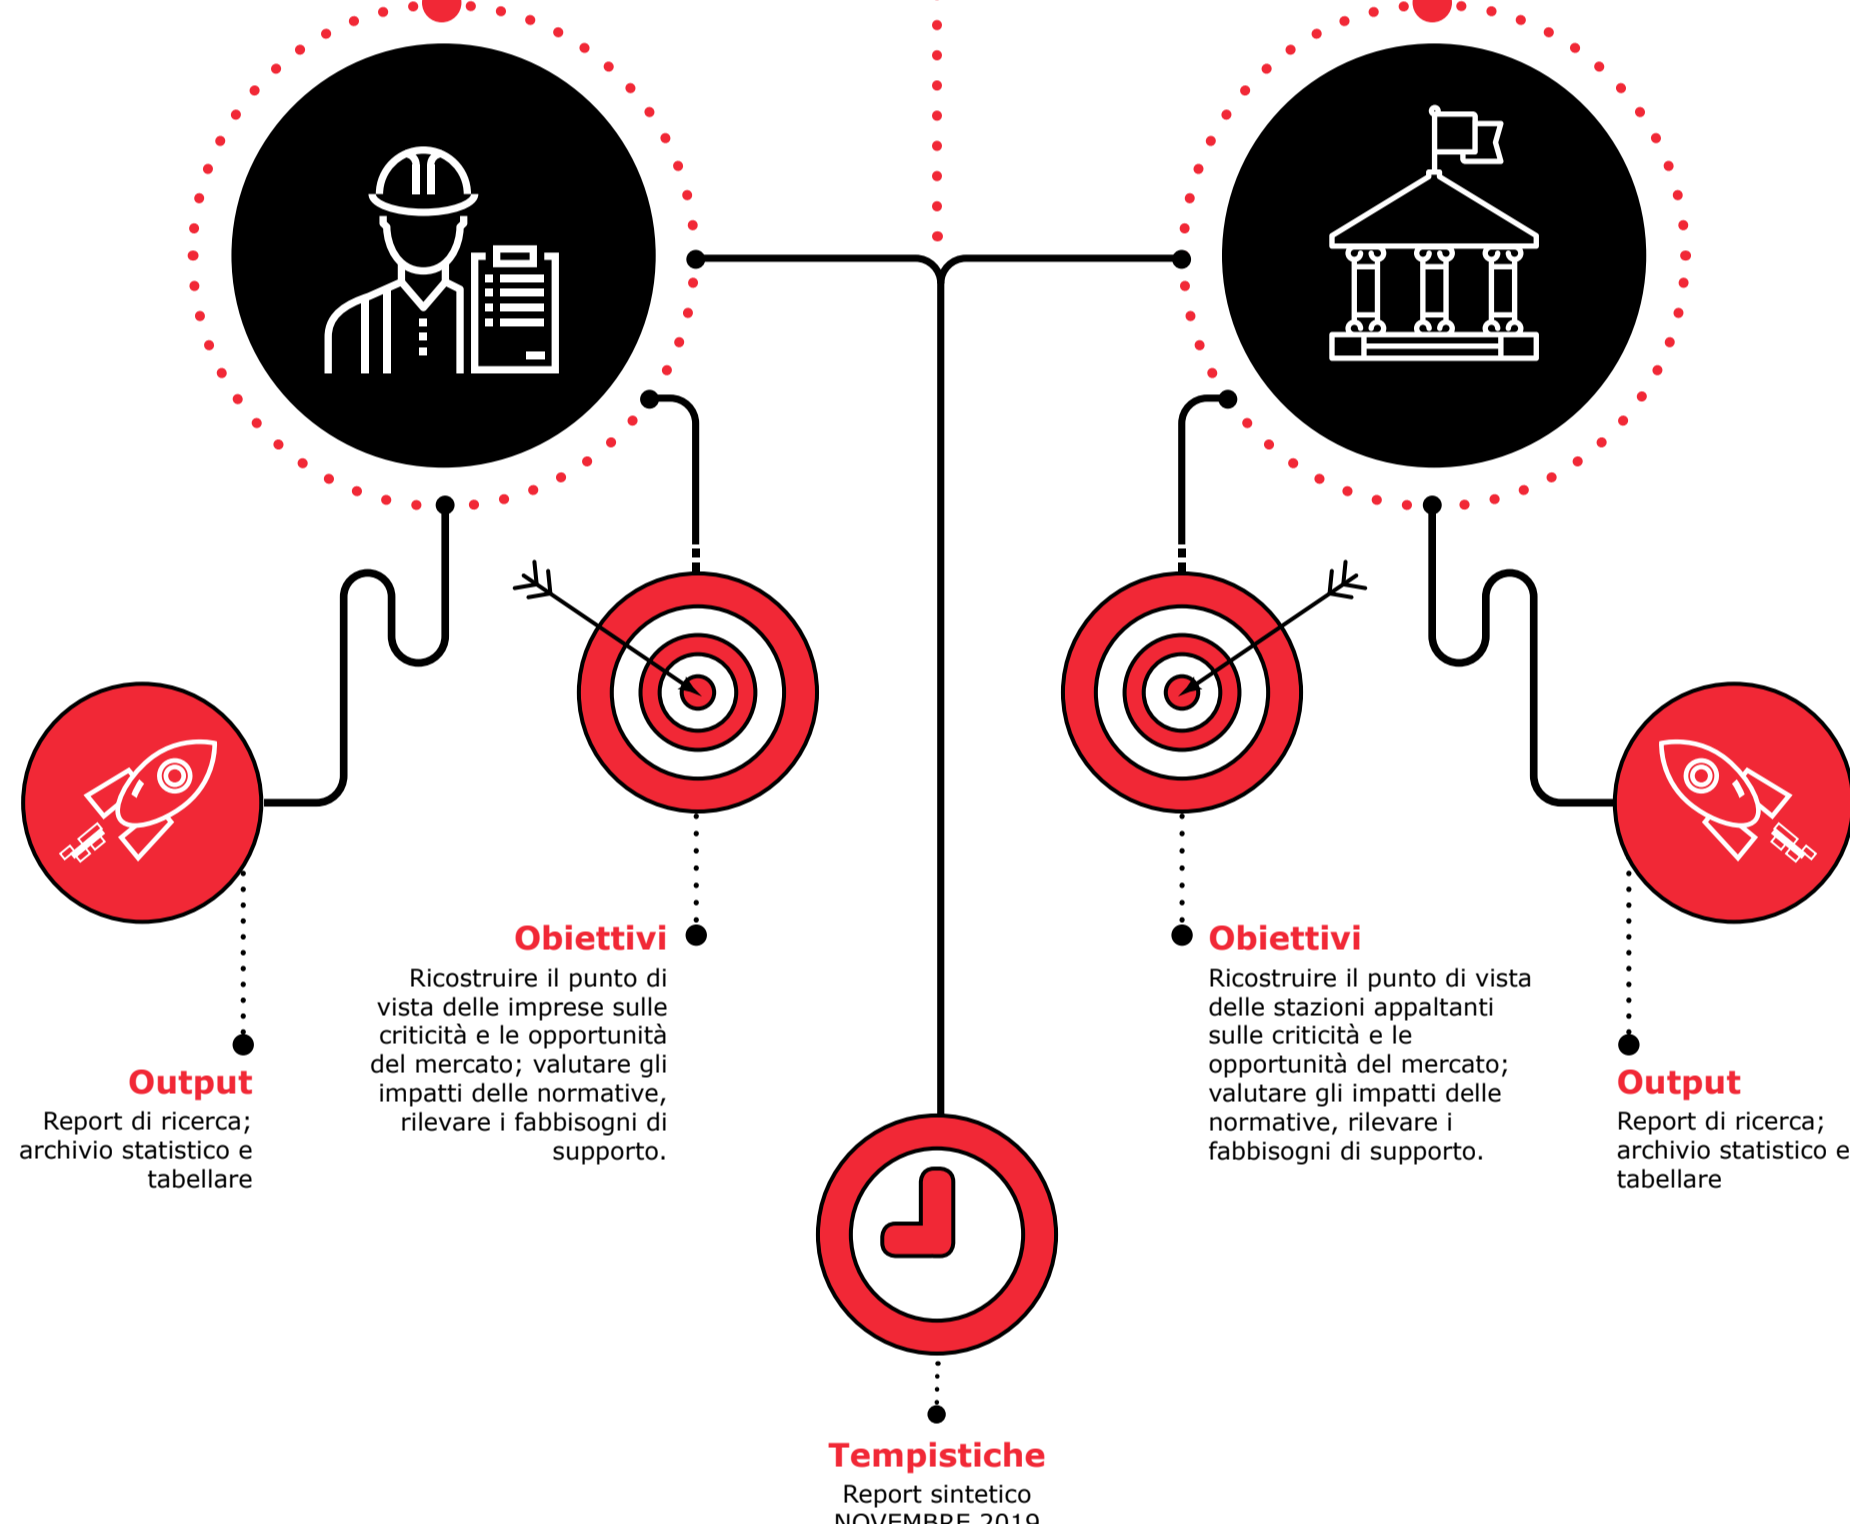 Obiettivi
Ricostruire il punto di
vista delle imprese sulle
criticità e le opportunità
del mercato; valutare gli
impatti delle normative,
rilevare i fabbisogni di
supporto.
Obiettivi
Ricostruire il punto di vista
delle stazioni appaltanti
sulle criticità e le
opportunità del mercato;
valutare gli impatti delle
normative, rilevare i
fabbisogni di supporto.
Output
Report di ricerca;
archivio statistico e
tabellare
Output
Report di ricerca;
archivio statistico e
tabellare
Tempistiche
Report sintetico
NOVEMBRE 2019